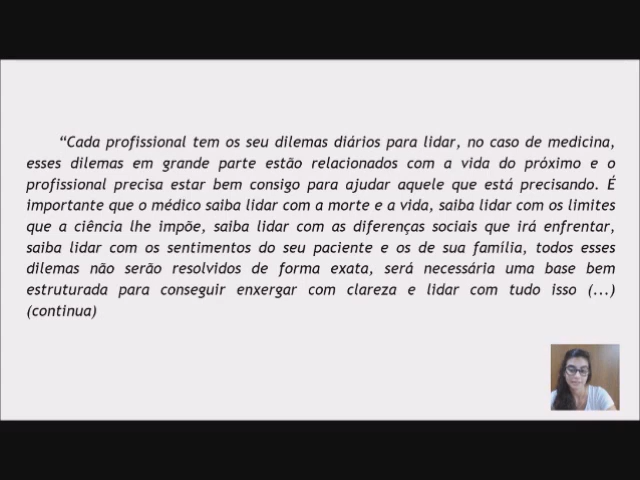 “Cada profissional tem os seu dilemas diários para lidar, no caso de medicina,
esses dilemas em grande parte estão relacionados com a vida do próximo e o
profissional precisa estar bem consigo para ajudar aquele que está precisando. É
importante que o médico saiba lidar com a morte e a vida, saiba lidar com os limites
que a ciência lhe impõe, saiba lidar com as diferenças sociais que irá enfrentar,
saiba lidar com os sentimentos do seu paciente e os de sua família, todos esses
dilemas não serão resolvidos de forma exata, será necessária uma base bem
estruturada para conseguir enxergar com clareza e lidar com tudo isso (...)
(continua)